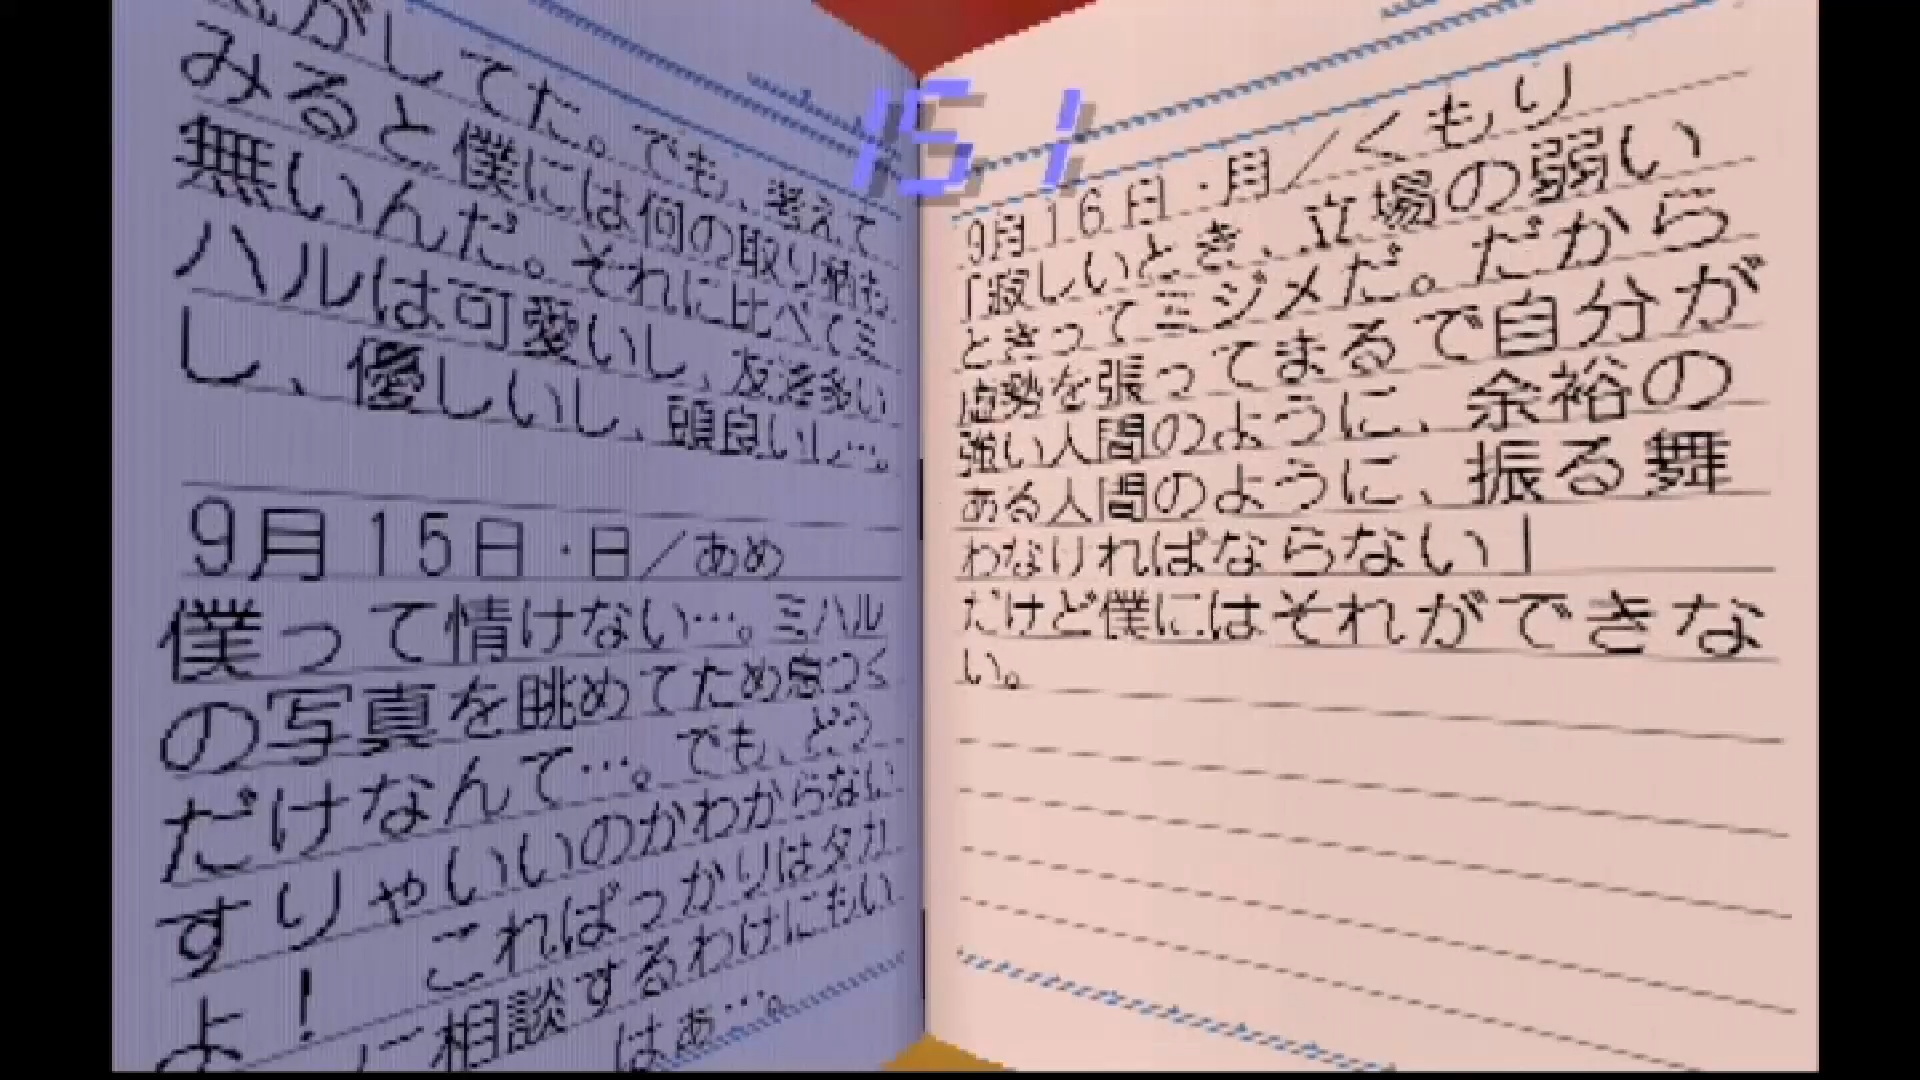 がしてた。でも、考えて
みると僕には何の取り柄も
無いんだ。それに比べてミ
ハルは可愛いし、友達多い
し、優しいし、頭良いし…。
9月15日・日/あめ
僕って情けない…。ミハル
の写真を眺めてため息つく
だけなんて…。でも、どう
すりゃいいのかわからない
よ! こればっかりはタカ
に相談するわけにもい
はぁ…。
151
9月16日・月/くもり
「寂しいとき、立場の弱い
ときってミジメだ。だから
虚勢を張ってまるで自分が
強い人間のように、余裕の
ある人間のように、振る舞
わなければならない」
だけど僕にはそれができな
い。